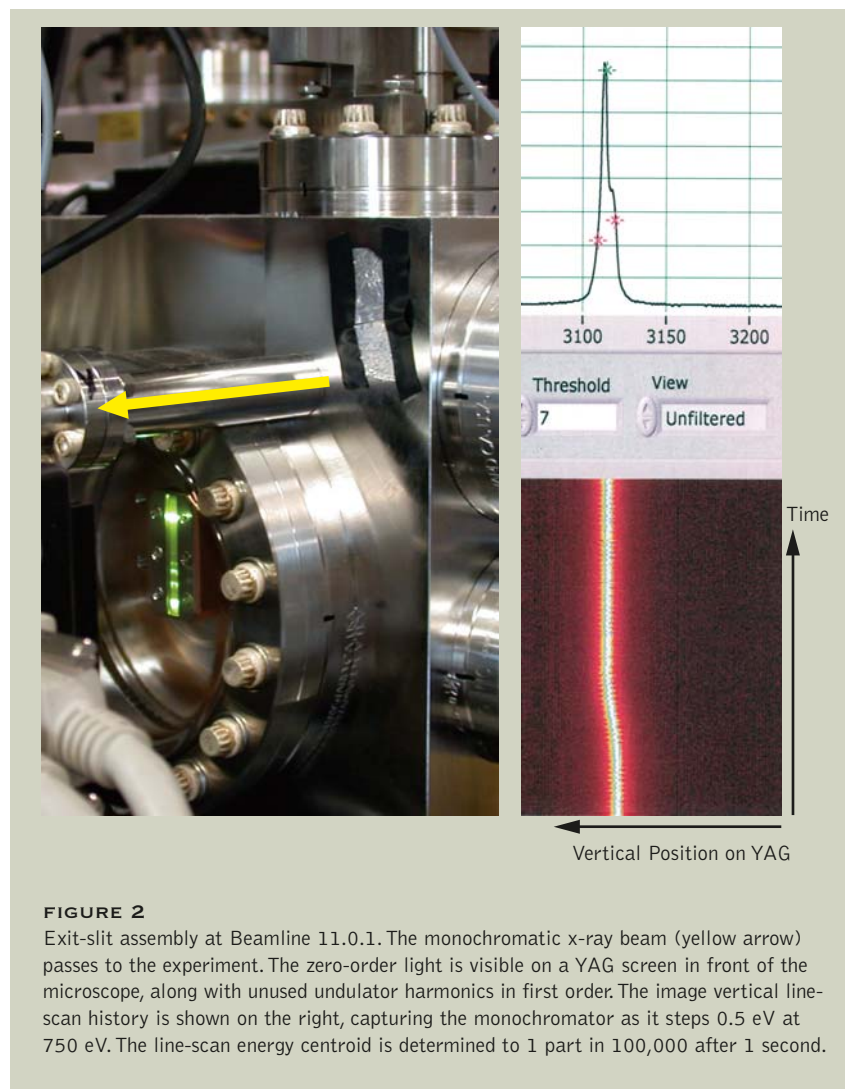 3100 3150 3200
Threshold
View
7
Unfiltered
Time
Vertical Position on YAG
FIGURE 2
Exit-slit assembly at Beamline 11.0.1. The monochromatic x-ray beam (yellow arrow)
passes to the experiment. The zero-order light is visible on a YAG screen in front of the
microscope, along with unused undulator harmonics in first order. The image vertical line-
scan history is shown on the right, capturing the monochromator as it steps 0.5 eV at
750 eV. The line-scan energy centroid is determined to 1 part in 100,000 after 1 second.